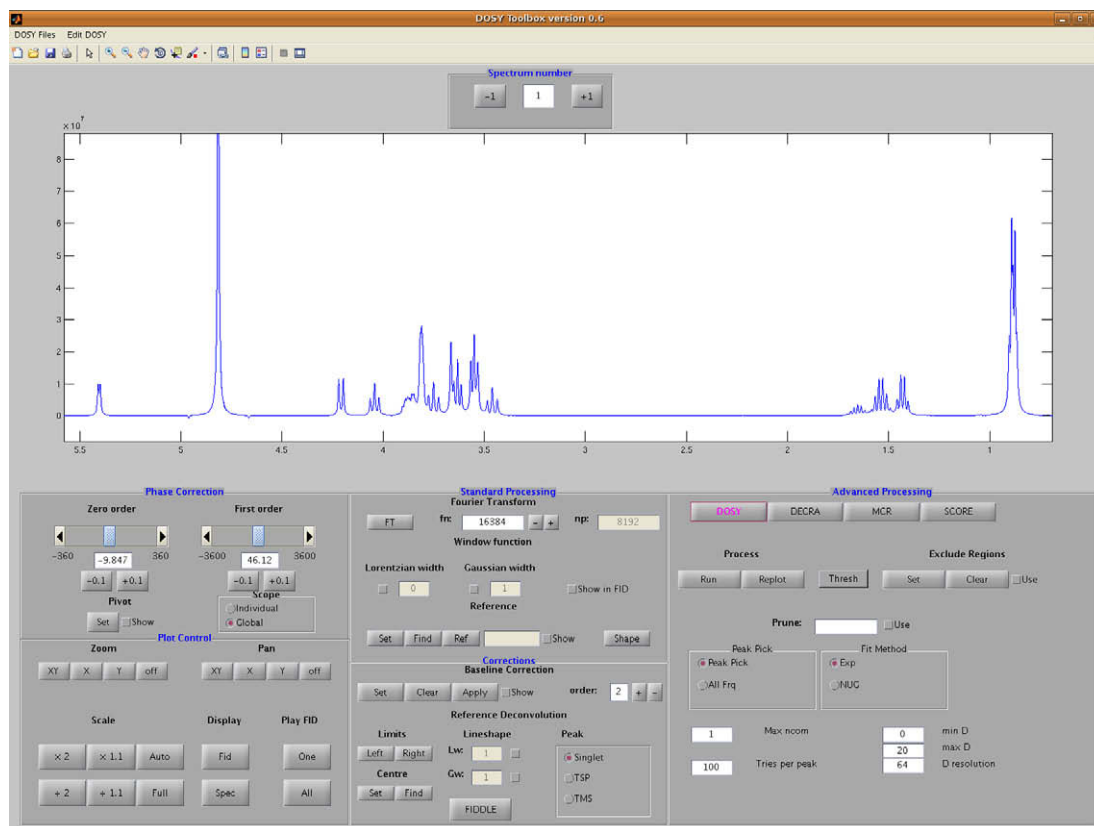 DOSY Toolbox version 0.6
DOSY Files Edit DOSY
Spectrum number
-1 1 +1
× 10^7
8
7
6
5
4
3
2
1
0
5.5 5 4.5 4 3.5 3 2.5 2 1.5 1
Phase Correction
Zero order First order
-360 360 -3600 3600
-9.847 46.12
-0.1 +0.1 -0.1 +0.1
Pivot
Set Show
Scope
Individual
Global
Plot Control
Zoom Pan
XY X Y off XY X Y off
Scale Display Play FID
× 2 × 1.1 Auto Fid One
÷ 2 ÷ 1.1 Full Spec All
Standard Processing
Fourier Transform
FT fn: 16384 - + np: 8192
Window function
Lorentzian width Gaussian width
0 1 Show in FID
Reference
Set Find Ref Show Shape
Corrections
Baseline Correction
Set Clear Apply Show order: 2 + -
Reference Deconvolution
Limits Lineshape Peak
Left Right Lw: 1 Singlet
Centre Gw: 1 TSP
Set Find TMS
FIDDLE
Advanced Processing
DOSY DECRA MCR SCORE
Process Exclude Regions
Run Replot Thresh Set Clear Use
Prune: Use
Peak Pick Fit Method
Peak Pick Exp
All Frq NUG
1 Max ncom 0 min D
20 max D
100 Tries per peak 64 D resolution